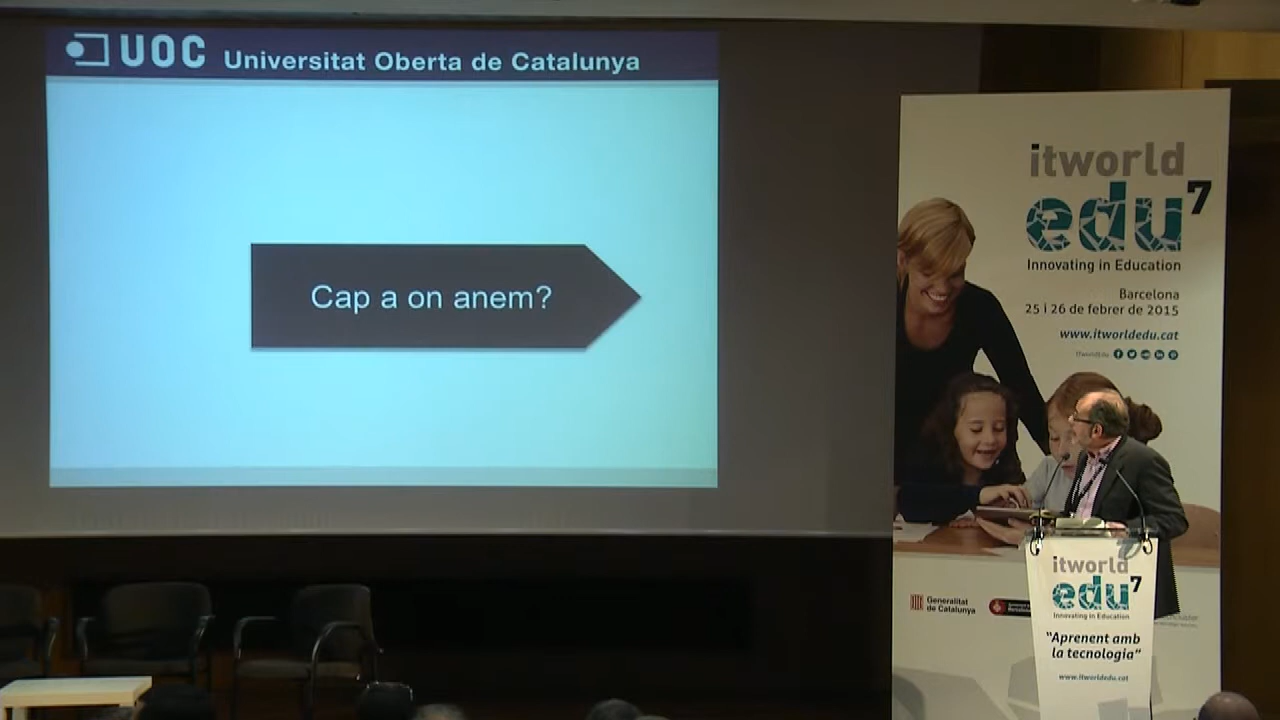 UOC Universitat Oberta de Catalunya
Cap a on anem?
itworld
edu7
Innovating in Education
Barcelona
25 i 26 de febrer de 2015
www.itworldedu.cat
ITworldEdu
Generalitat
de Catalunya
itworld
edu7
Innovating in Education
"Aprenent amb
la tecnologia"
www.itworldedu.cat